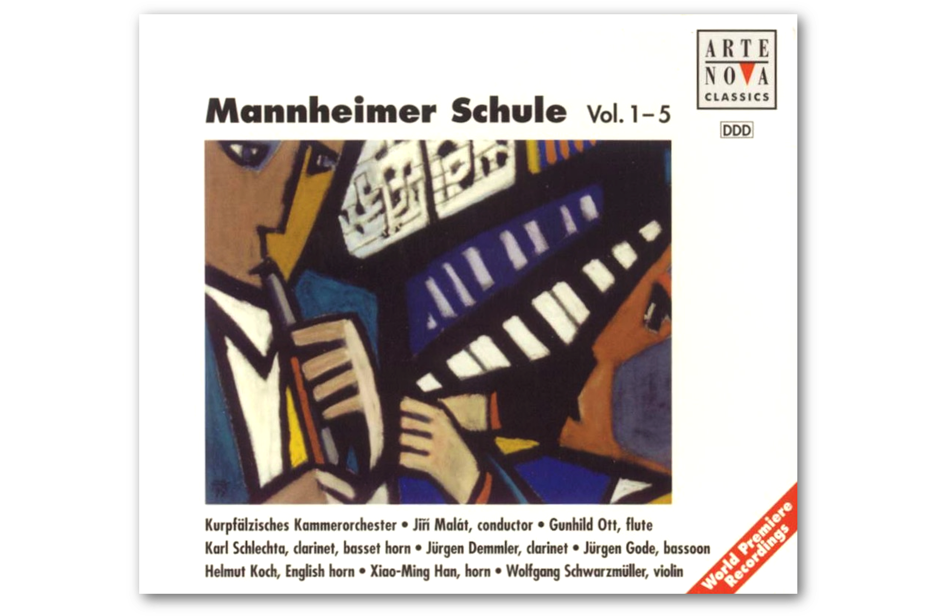 ARTE
NOVA
CLASSICS
DDD
Mannheimer Schule Vol. 1–5
Kurpfälzisches Kammerorchester • Jiří Malát, conductor • Gunhild Ott, flute
Karl Schlechta, clarinet, basset horn • Jürgen Demmler, clarinet • Jürgen Gode, bassoon
Helmut Koch, English horn • Xiao-Ming Han, horn • Wolfgang Schwarzmüller, violin
World Premiere
Recordings